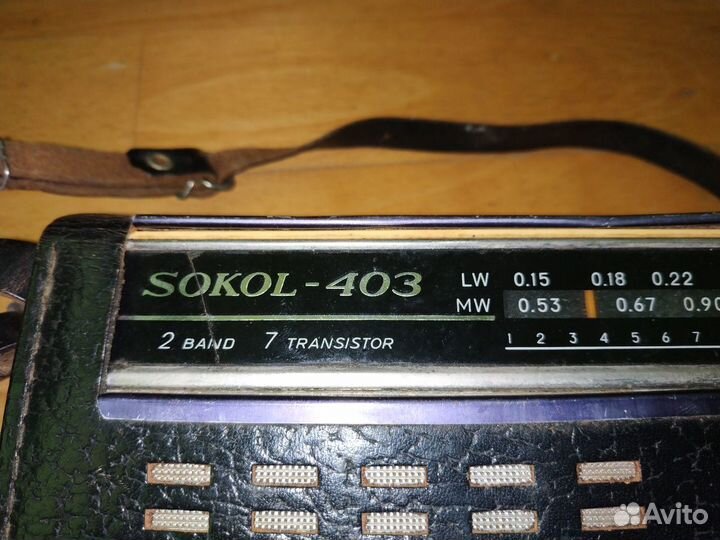 SOKOL-403
LW 0.15 0.18 0.22
MW 0.53 0.67 0.90
2 BAND 7 TRANSISTOR
1 2 3 4 5 6 7
Avito